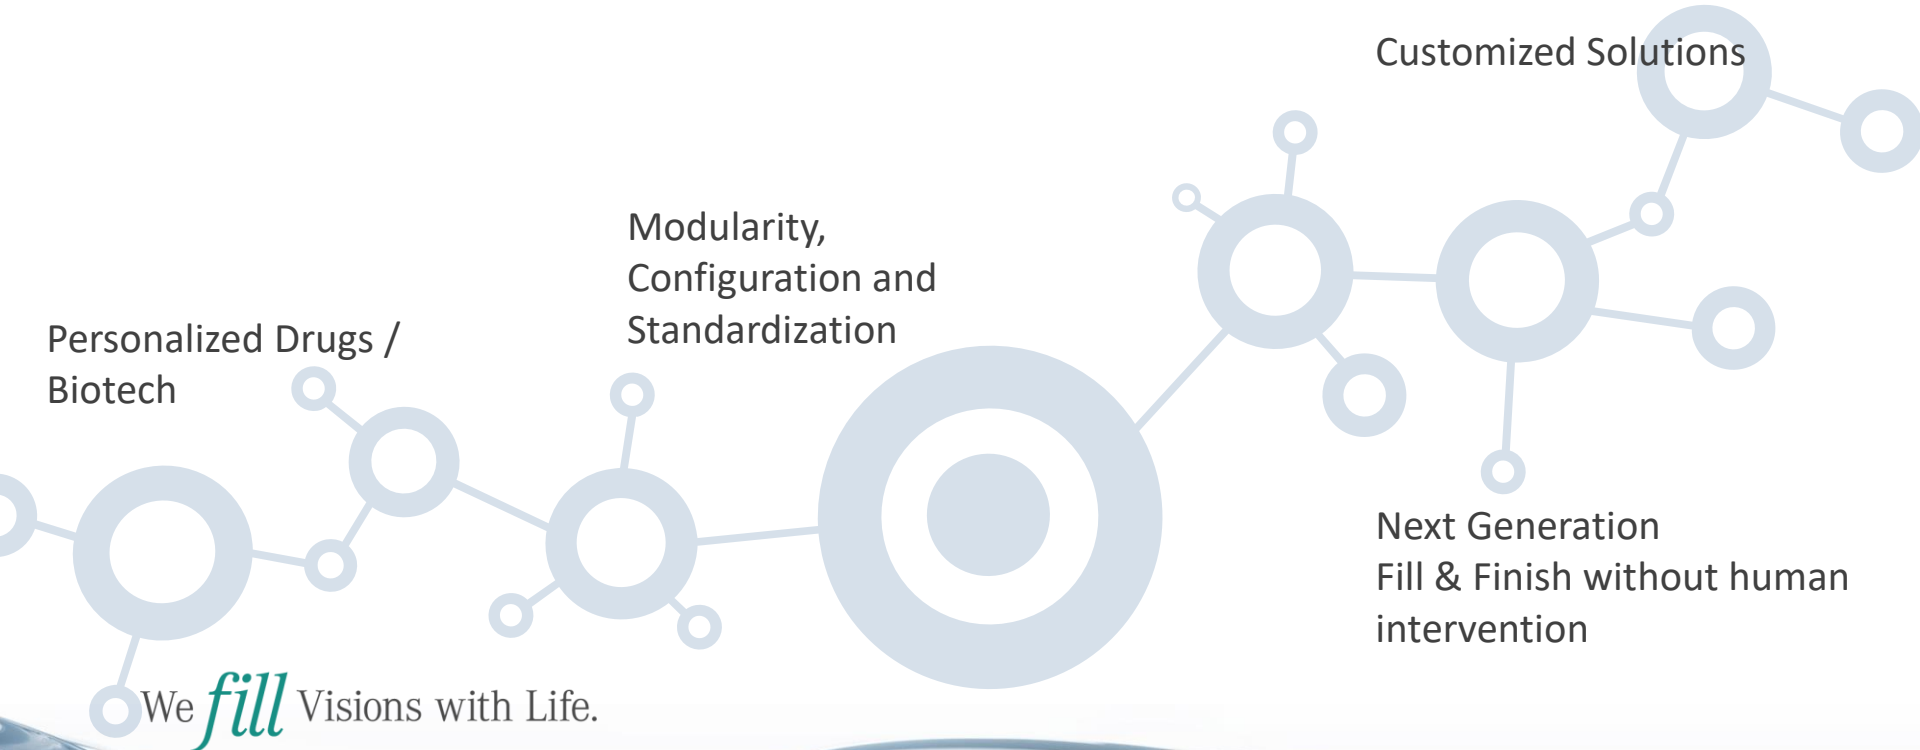 Customized Solutions
Modularity,
Configuration and
Standardization
Personalized Drugs /
Biotech
Next Generation
Fill & Finish without human
intervention
We fill Visions with Life.